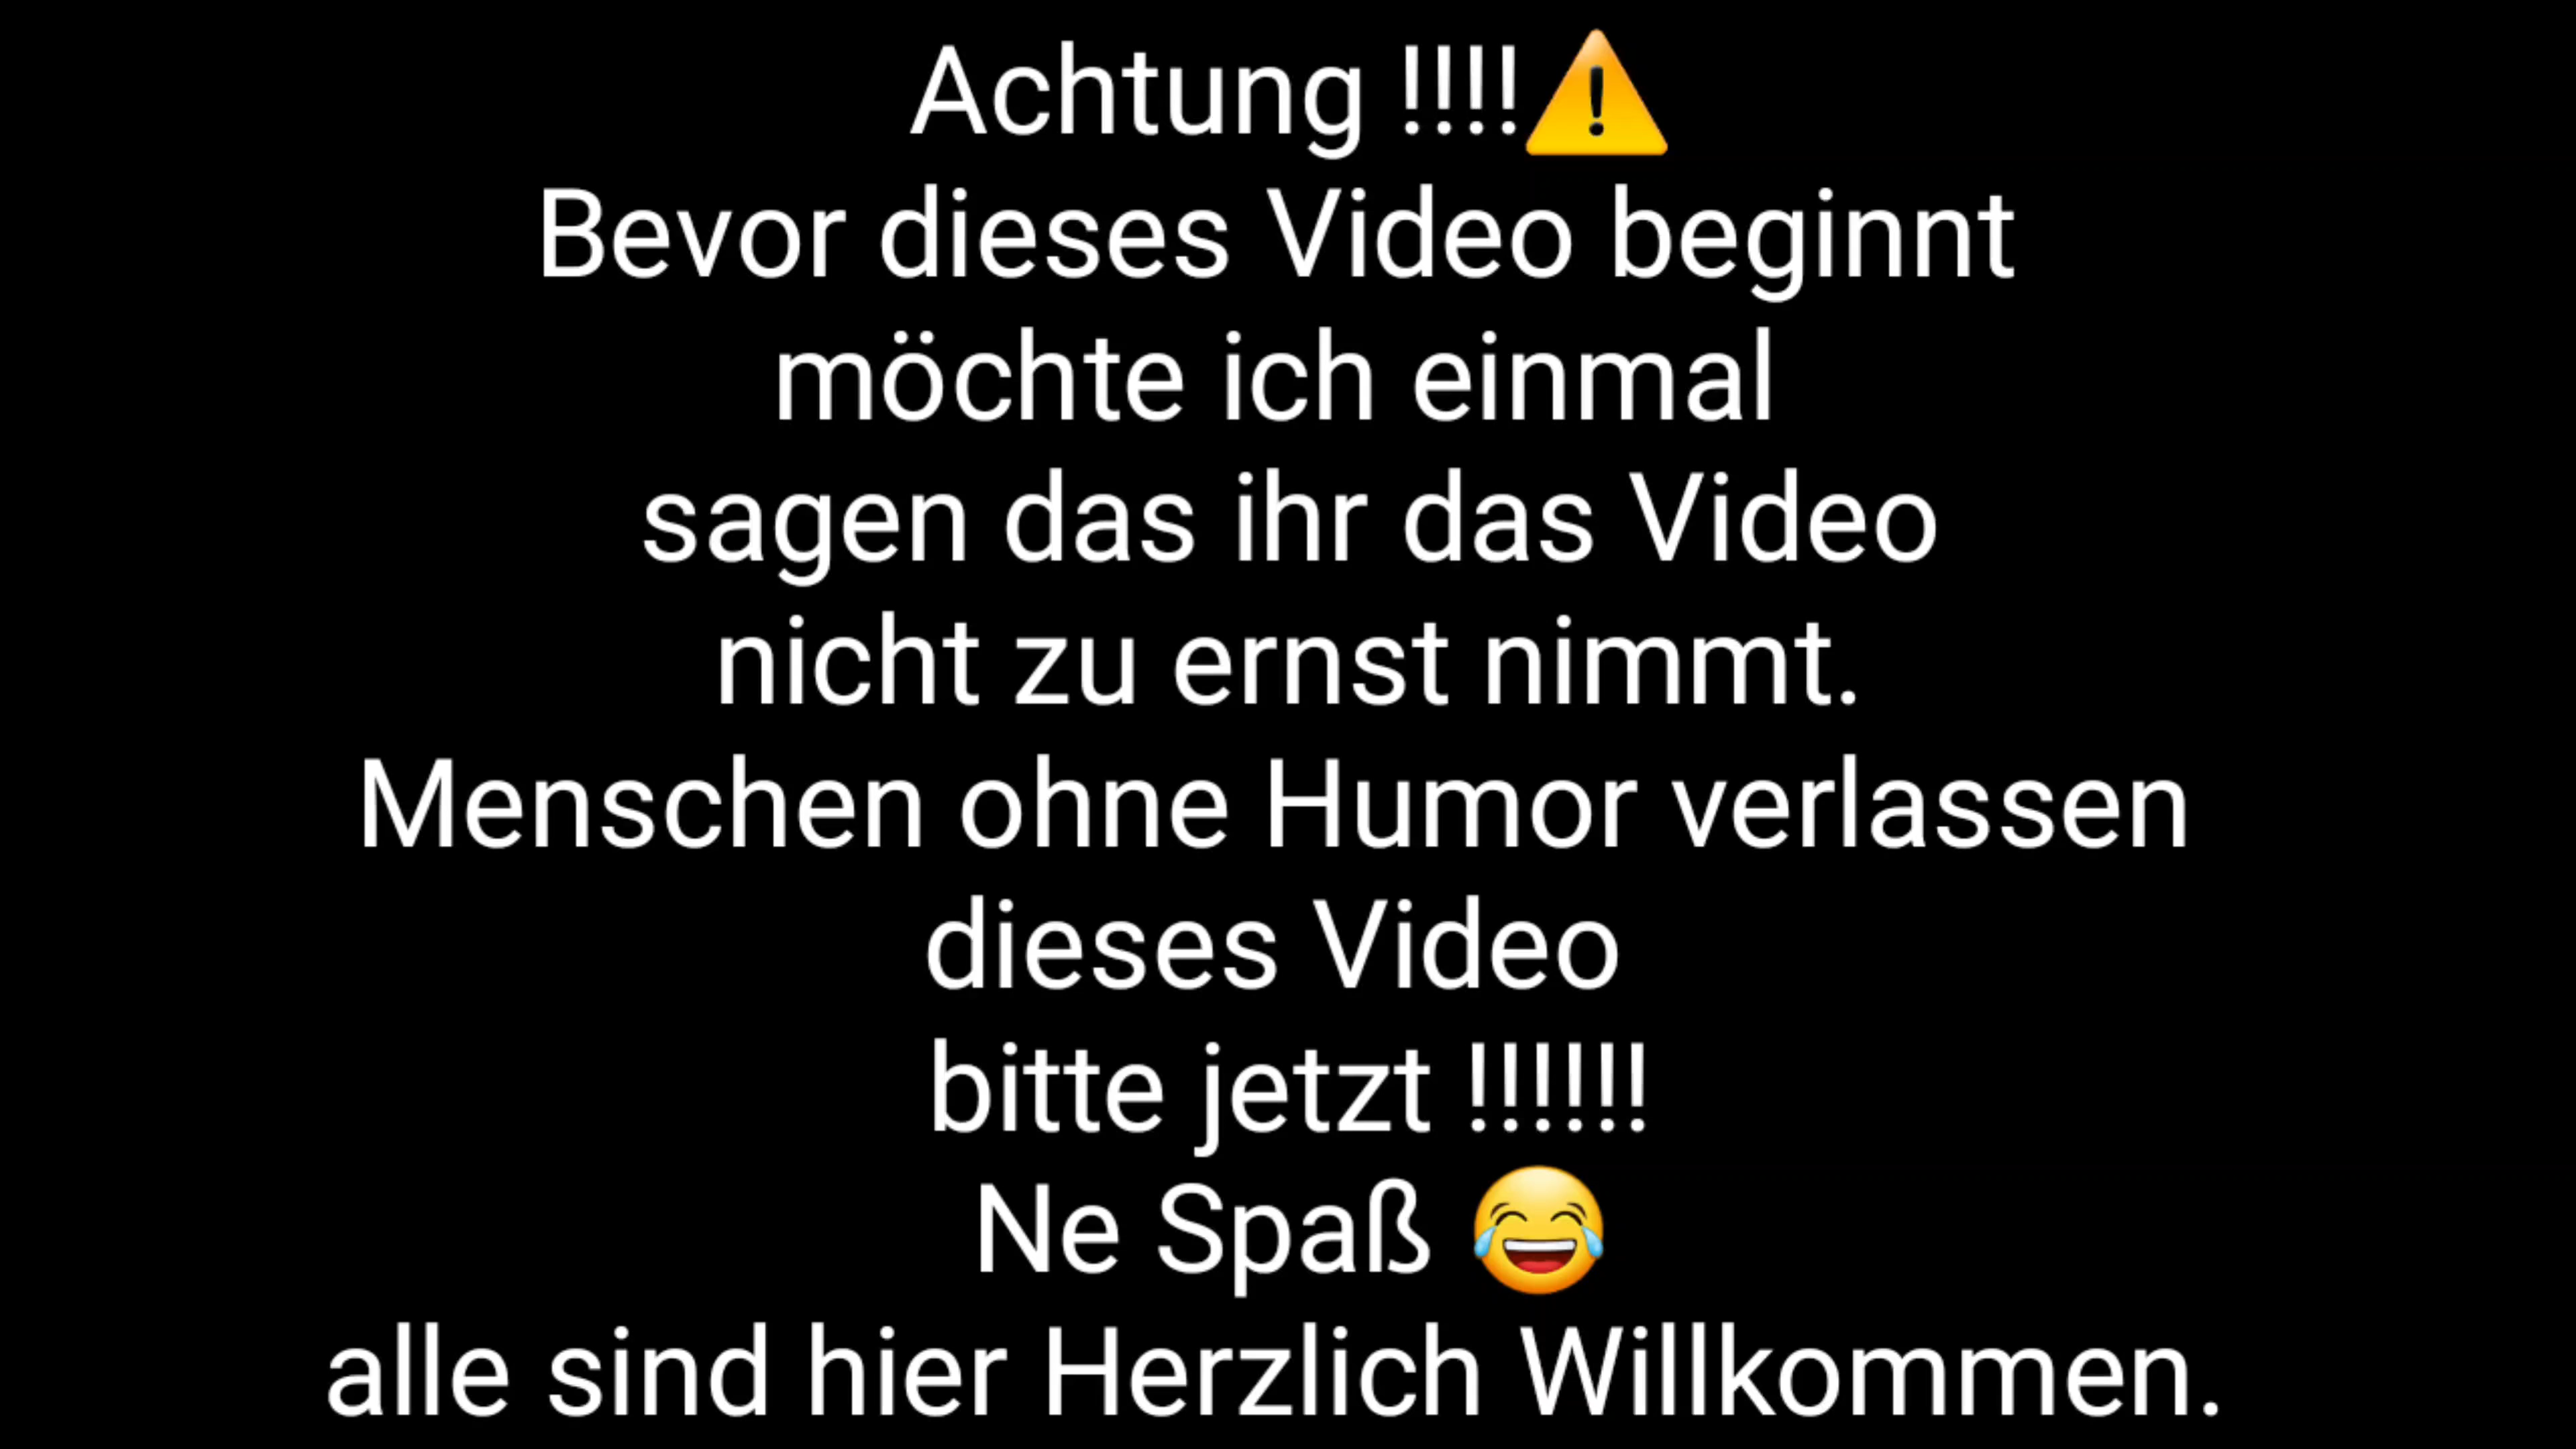 Achtung !!!!⚠️
Bevor dieses Video beginnt
möchte ich einmal
sagen das ihr das Video
nicht zu ernst nimmt.
Menschen ohne Humor verlassen
dieses Video
bitte jetzt !!!!!!
Ne Spaß 😂
alle sind hier Herzlich Willkommen.